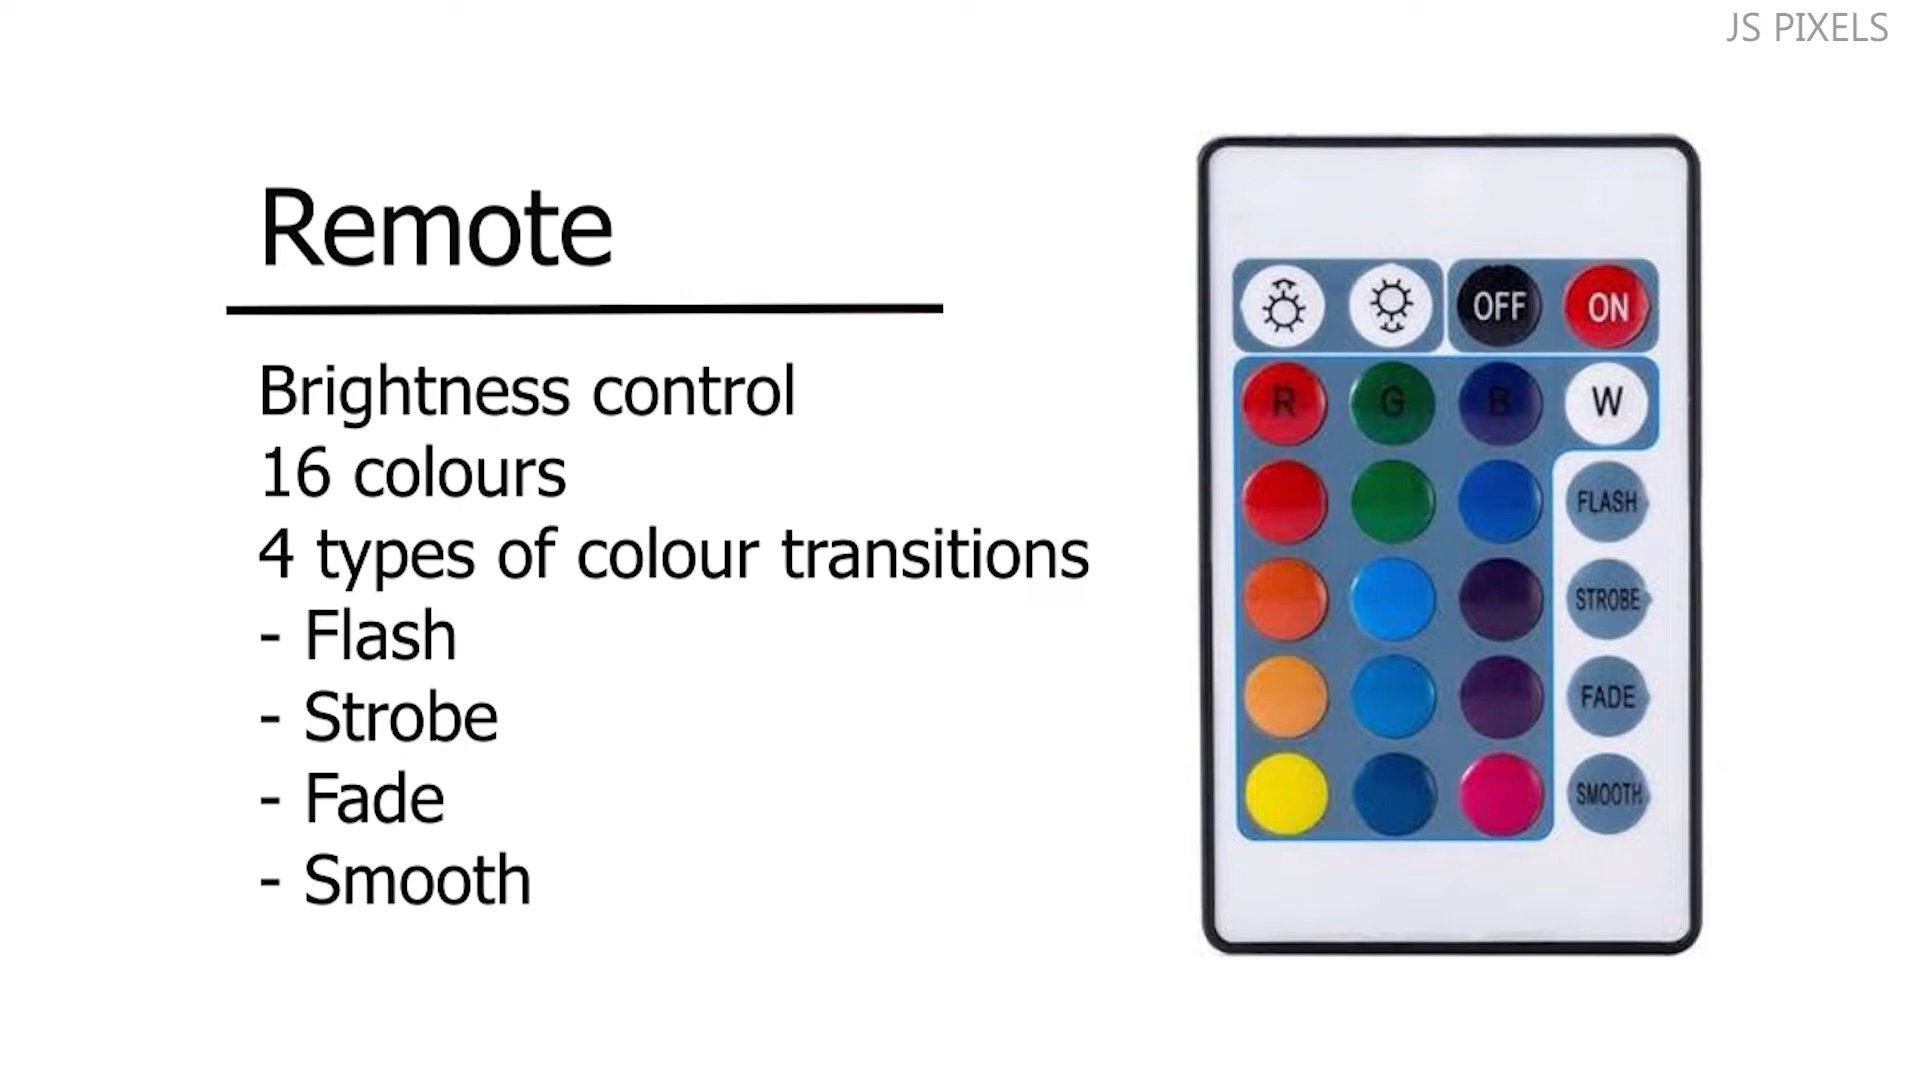 JS PIXELS
Remote
Brightness control
16 colours
4 types of colour transitions
- Flash
- Strobe
- Fade
- Smooth
OFF ON
R G B W
FLASH
STROBE
FADE
SMOOTH